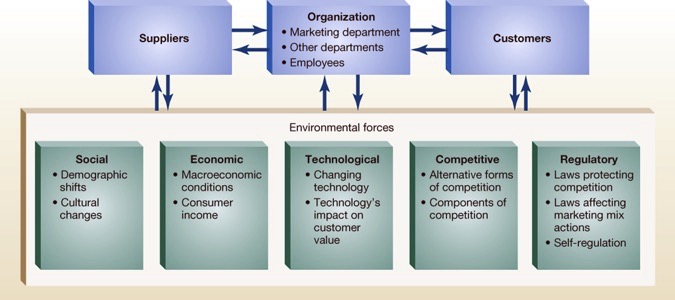 Suppliers
Organization
• Marketing department
• Other departments
• Employees
Customers
Environmental forces
Social
• Demographic
shifts
• Cultural
changes
Economic
• Macroeconomic
conditions
• Consumer
income
Technological
• Changing
technology
• Technology's
impact on
customer
value
Competitive
• Alternative forms
of competition
• Components of
competition
Regulatory
• Laws protecting
competition
• Laws affecting
marketing mix
actions
• Self-regulation